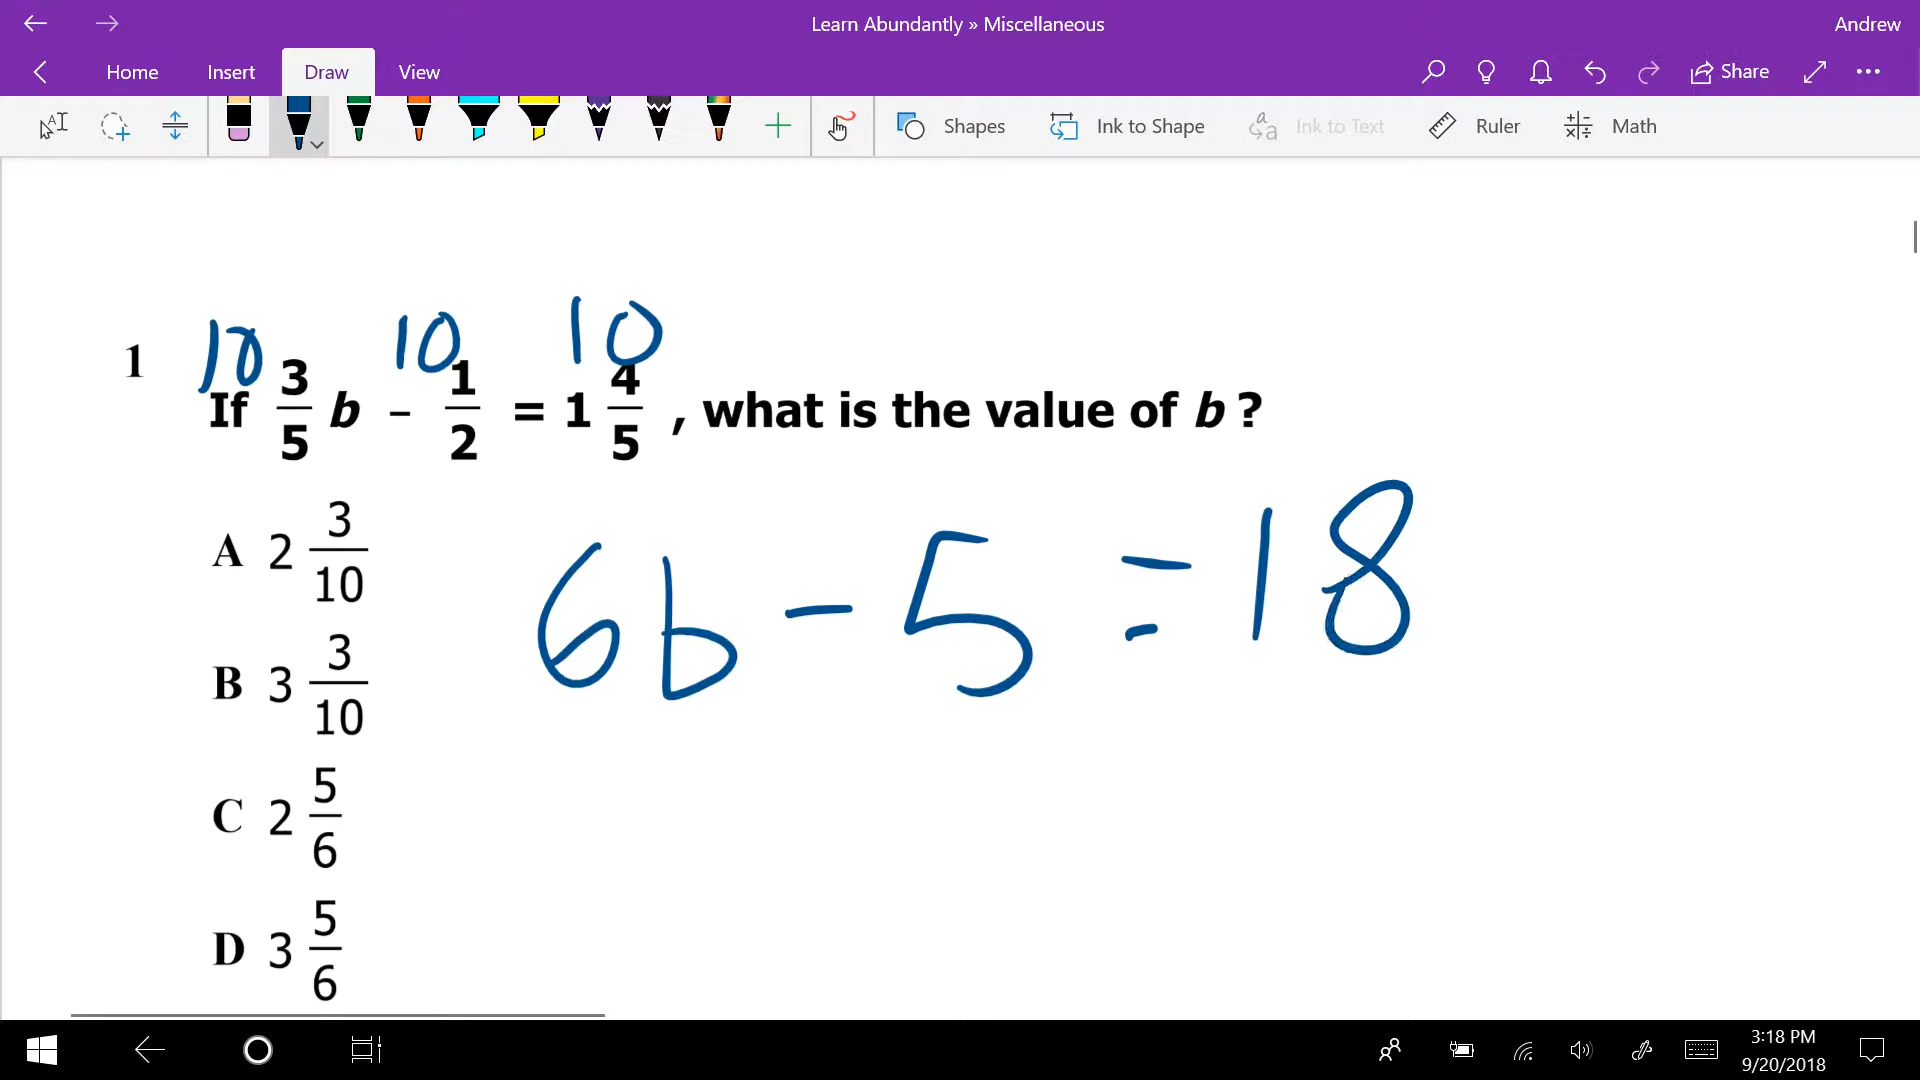 Learn Abundantly » Miscellaneous
Andrew
Home Insert Draw View
Share
Shapes Ink to Shape Ink to Text Ruler Math
10 10 10
1 If 3/5 b - 1/2 = 1 4/5 , what is the value of b ?
6b - 5 = 18
A 2 3/10
B 3 3/10
C 2 5/6
D 3 5/6
3:18 PM
9/20/2018